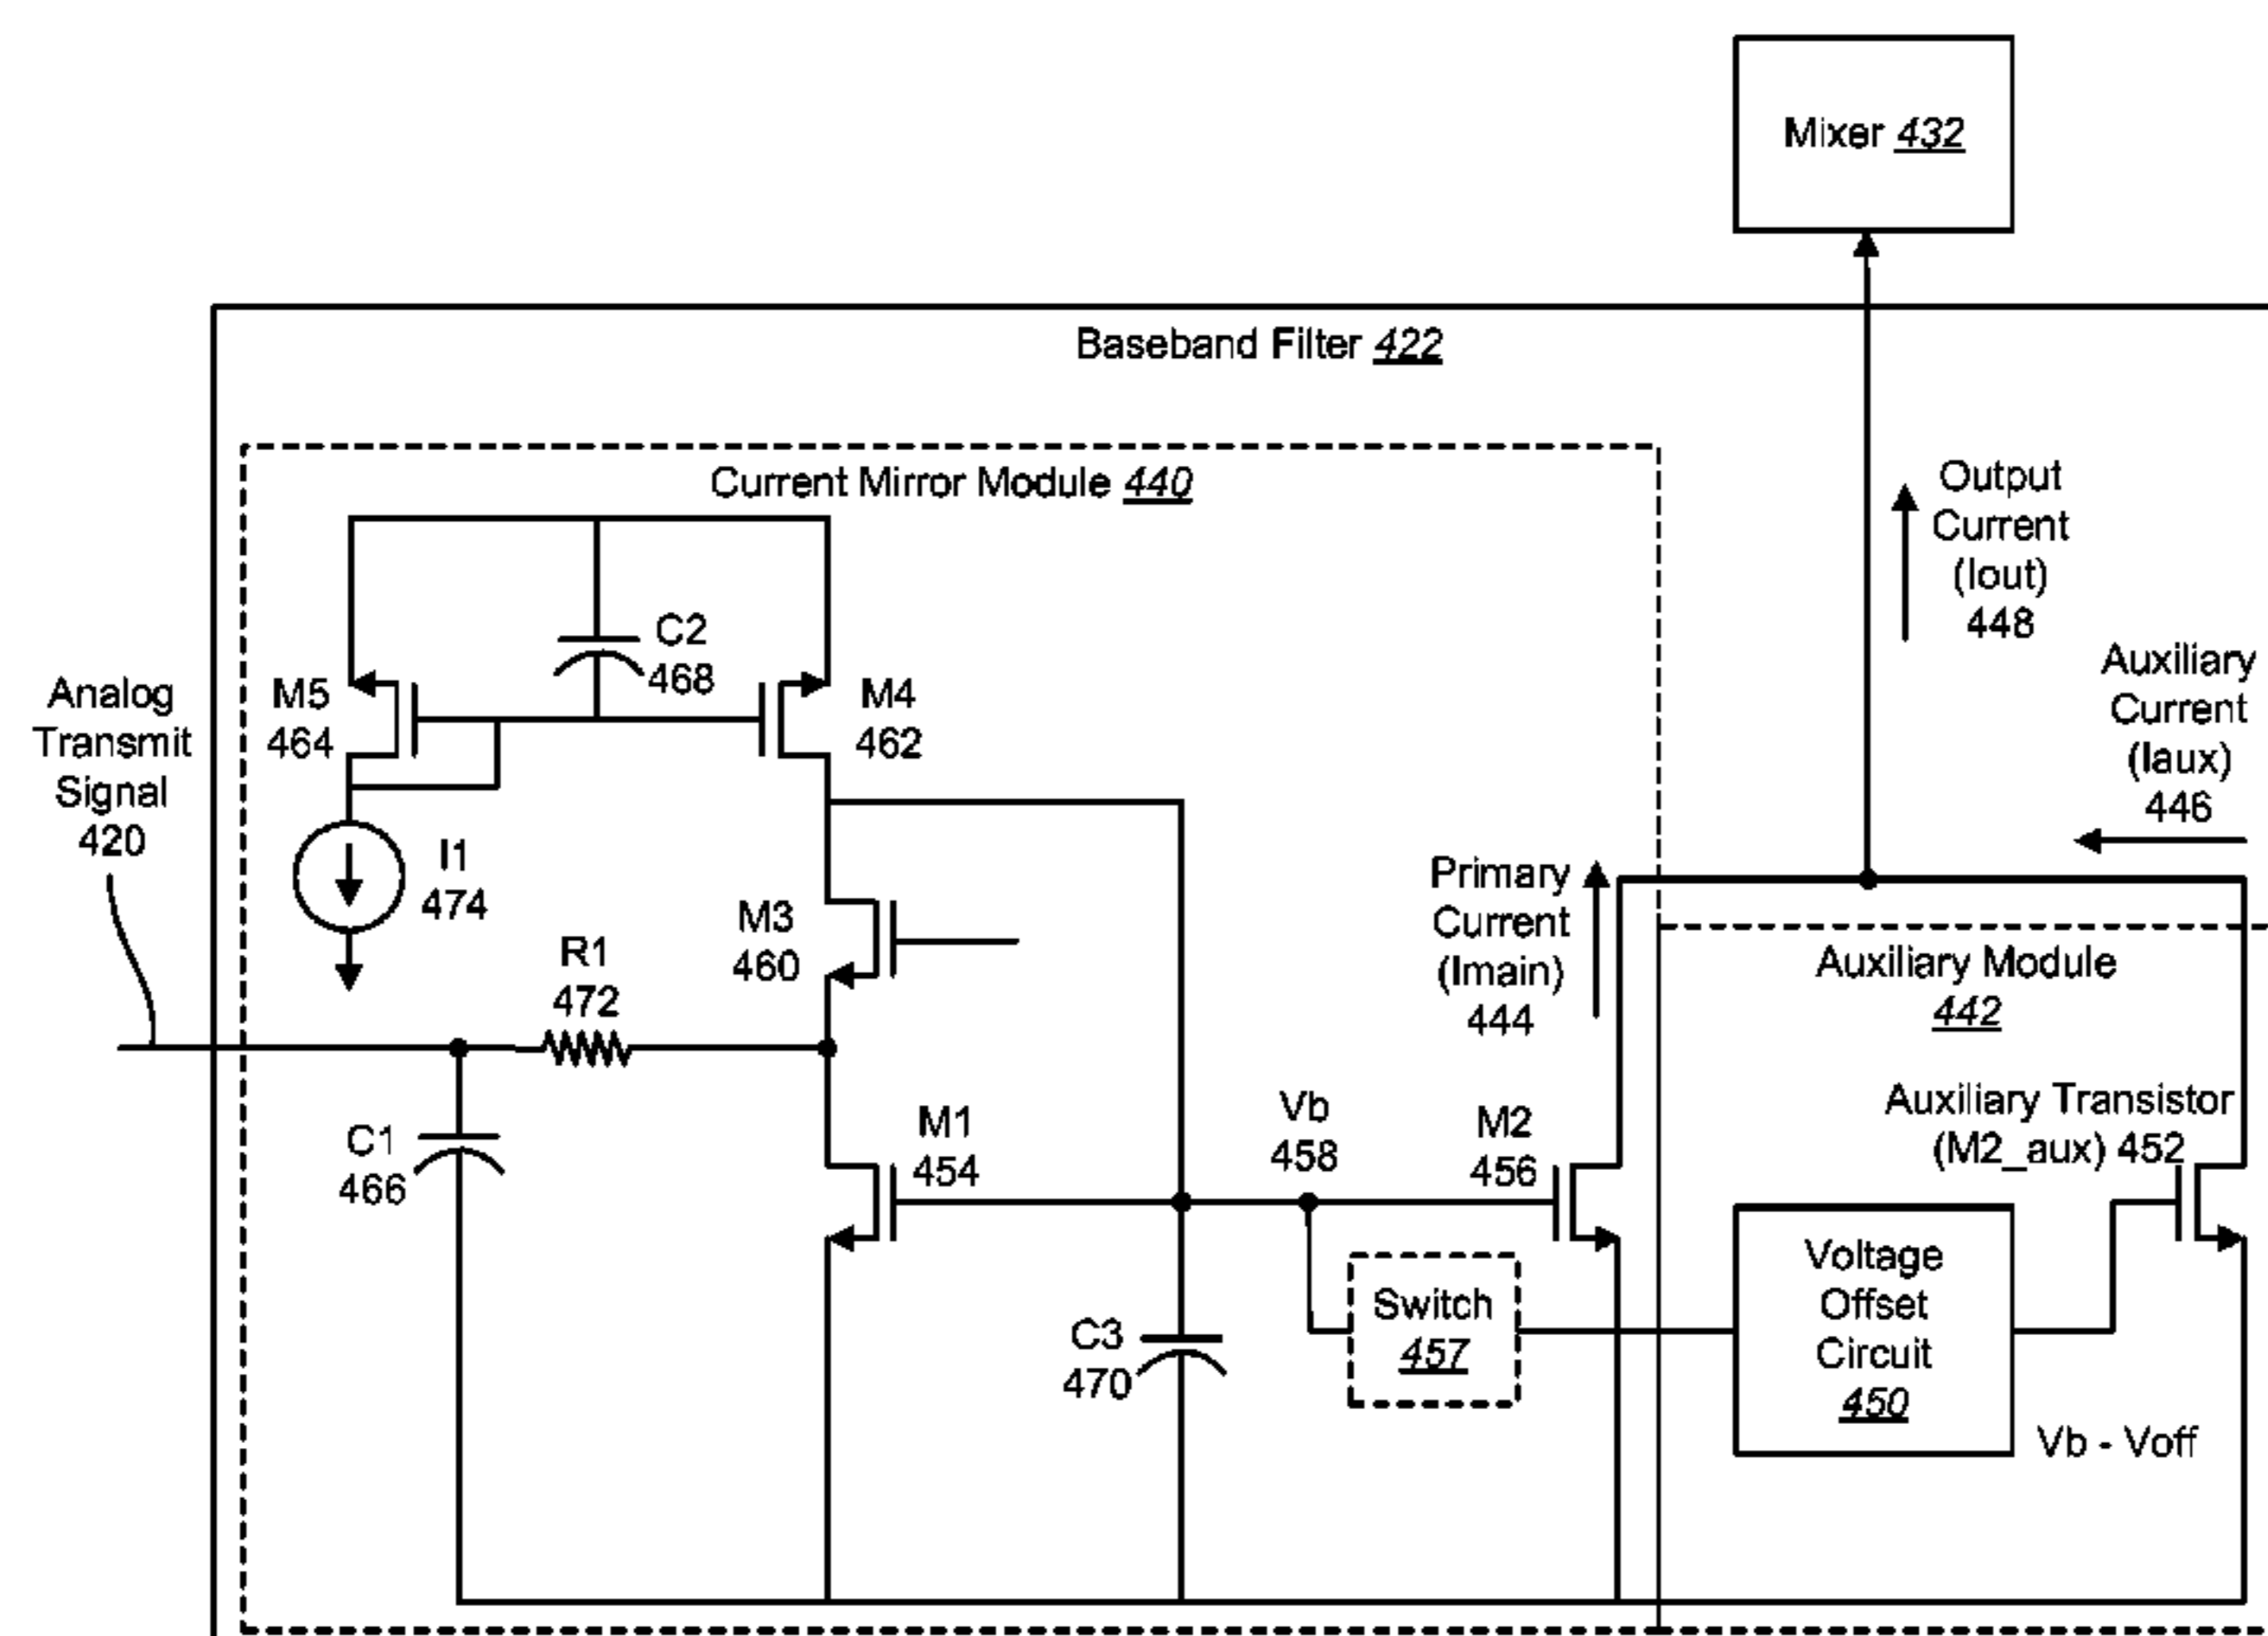 Mixer 432
Baseband Filter 422
Current Mirror Module 440
Output
Current
(Iout)
448
C2
468
Auxiliary
Current
(Iaux)
446
Analog
Transmit
Signal
420
M5
464
M4
462
I1
474
Primary
Current
(Imain)
444
M3
460
R1
472
Auxiliary Module
442
Auxiliary Transistor
(M2_aux) 452
C1
466
M1
454
Vb
458
M2
456
Switch
457
Voltage
Offset
Circuit
450
C3
470
Vb - Voff